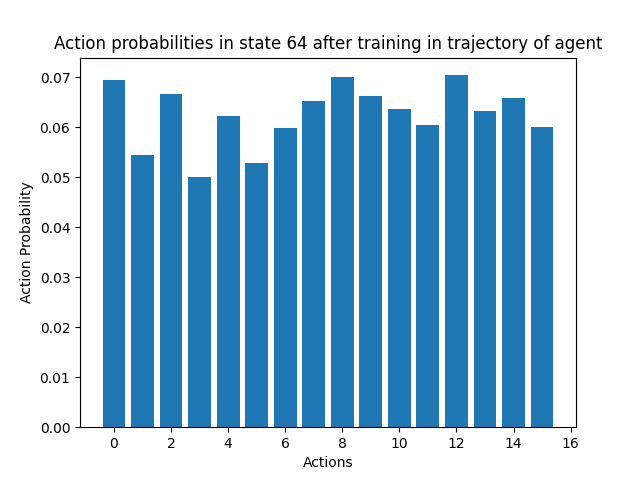 Action probabilities in state 64 after training in trajectory of agent
0.07
0.06
0.05
0.04
0.03
0.02
0.01
0.00
Action Probability
0 2 4 6 8 10 12 14 16
Actions